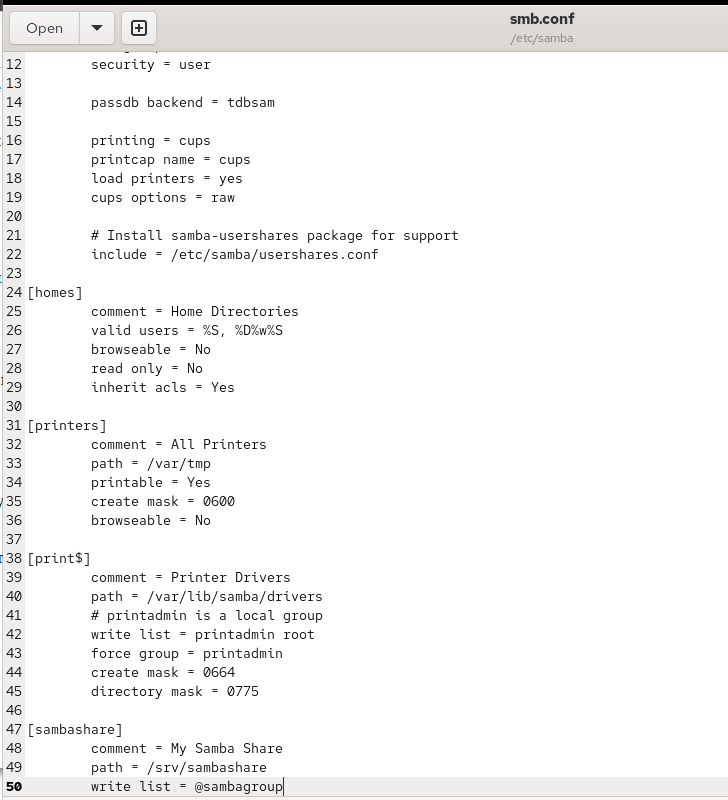 Open
smb.conf
/etc/samba
12 security = user
13
14 passdb backend = tdbsam
15
16 printing = cups
17 printcap name = cups
18 load printers = yes
19 cups options = raw
20
21 # Install samba-usershares package for support
22 include = /etc/samba/usershares.conf
23
24 [homes]
25 comment = Home Directories
26 valid users = %S, %D%w%S
27 browseable = No
28 read only = No
29 inherit acls = Yes
30
31 [printers]
32 comment = All Printers
33 path = /var/tmp
34 printable = Yes
35 create mask = 0600
36 browseable = No
37
38 [print$]
39 comment = Printer Drivers
40 path = /var/lib/samba/drivers
41 # printadmin is a local group
42 write list = printadmin root
43 force group = printadmin
44 create mask = 0664
45 directory mask = 0775
46
47 [sambashare]
48 comment = My Samba Share
49 path = /srv/sambashare
50 write list = @sambagroup